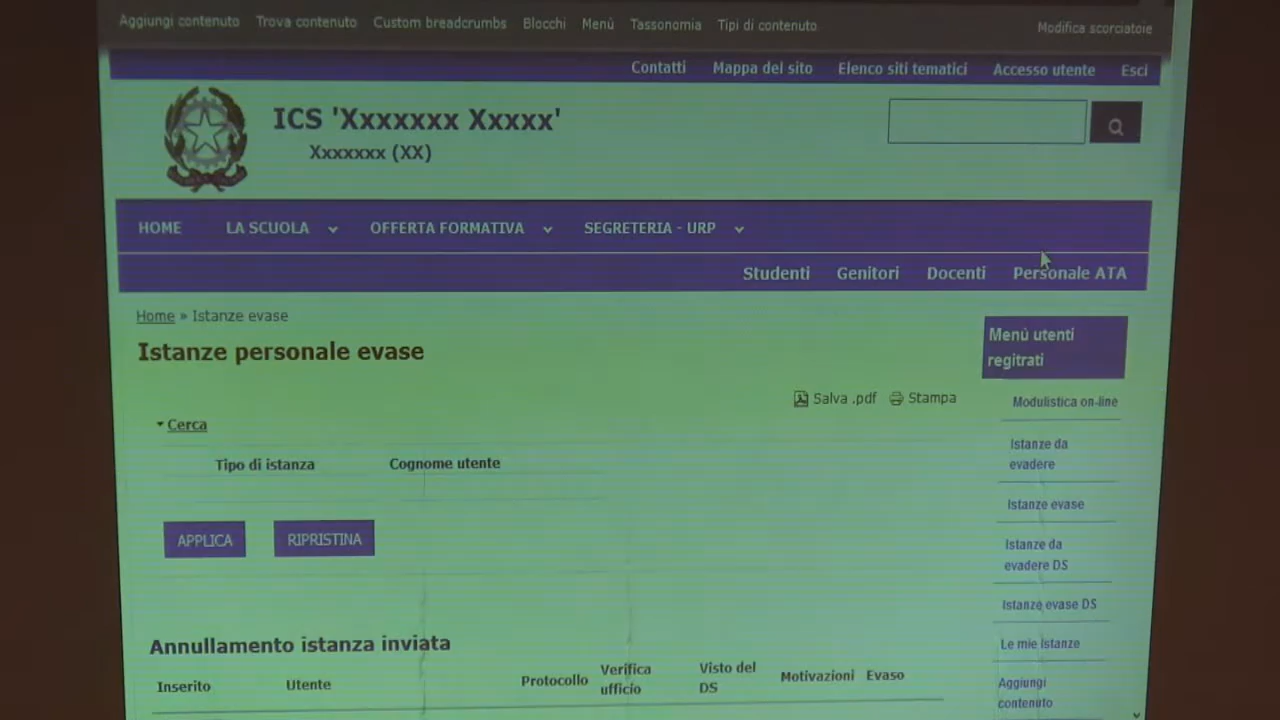 Aggiungi contenuto Trova contenuto Custom breadcrumbs Blocchi Menù Tassonomia Tipi di contenuto Modifica scorciatoie
Contatti Mappa del sito Elenco siti tematici Accesso utente Esci
ICS 'Xxxxxxx Xxxxx'
Xxxxxxx (XX)
HOME LA SCUOLA OFFERTA FORMATIVA SEGRETERIA - URP
Studenti Genitori Docenti Personale ATA
Home » Istanze evase
Istanze personale evase
Salva .pdf Stampa
Cerca
Tipo di istanza Cognome utente
APPLICA RIPRISTINA
Annullamento istanza inviata
Inserito Utente Protocollo Verifica ufficio Visto del DS Motivazioni Evaso
Menù utenti
regitrati
Modulistica on-line
Istanze da
evadere
Istanze evase
Istanze da
evadere DS
Istanze evase DS
Le mie istanze
Aggiungi
contenuto